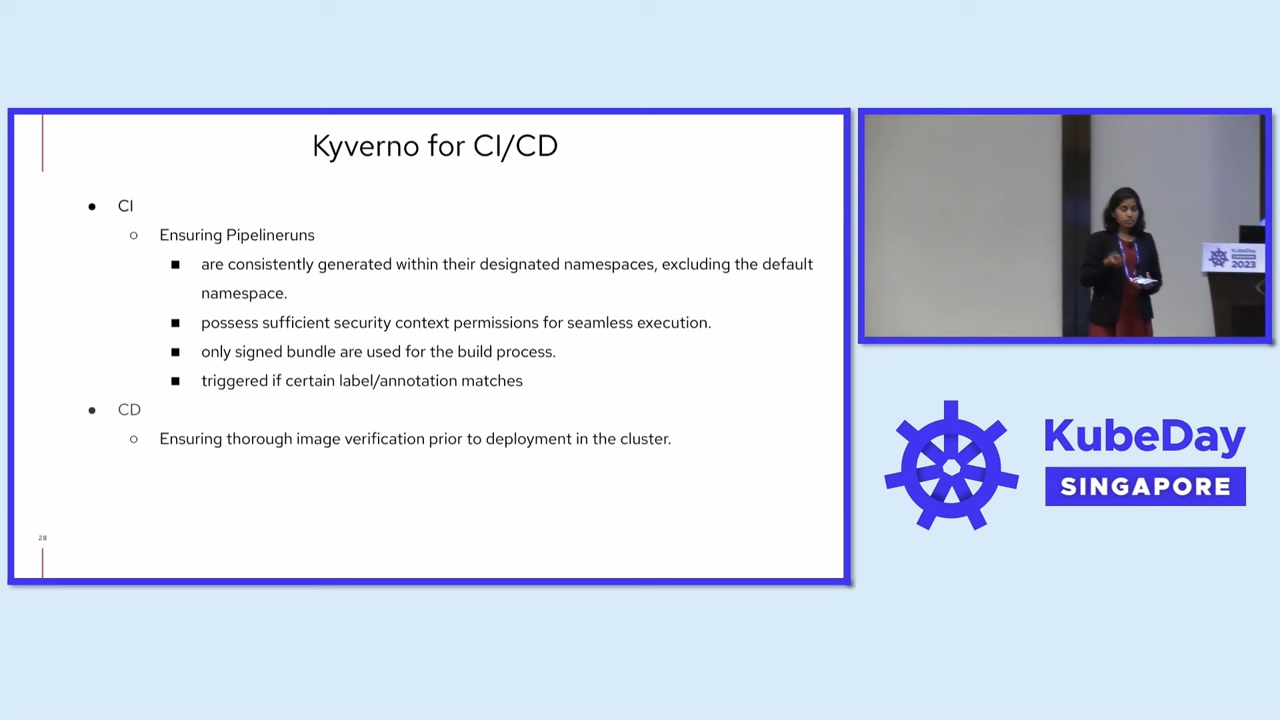 Kyverno for CI/CD
● CI
○ Ensuring Pipelineruns
■ are consistently generated within their designated namespaces, excluding the default
namespace.
■ possess sufficient security context permissions for seamless execution.
■ only signed bundle are used for the build process.
■ triggered if certain label/annotation matches
● CD
○ Ensuring thorough image verification prior to deployment in the cluster.
28
KubeDay
2023
KubeDay
SINGAPORE